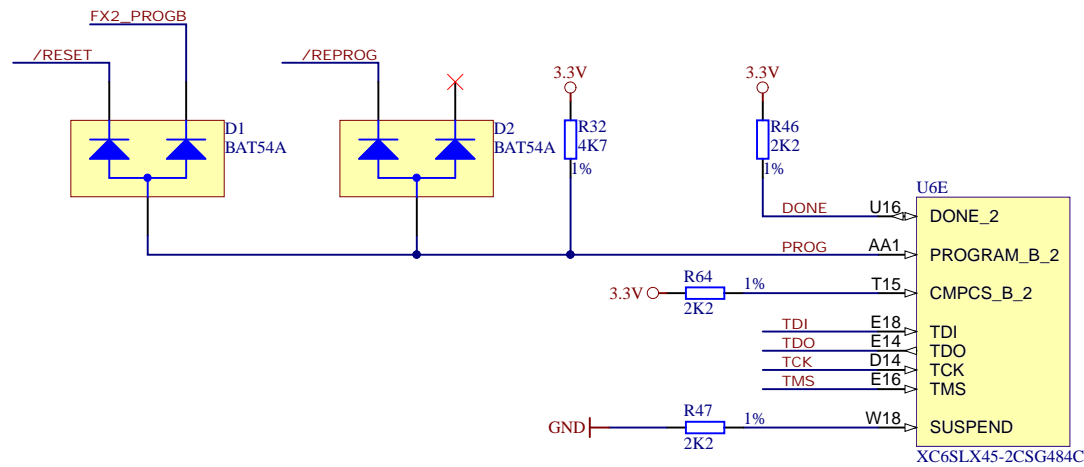 FX2_PROGB
/RESET
/REPROG
3.3V
3.3V
D1
BAT54A
D2
BAT54A
R32
4K7
1%
R46
2K2
1%
U6E
DONE
U16
DONE_2
PROG
AA1
PROGRAM_B_2
R64
3.3V
1%
2K2
T15
CMPCS_B_2
TDI
E18
TDI
TDO
E14
TDO
TCK
D14
TCK
TMS
E16
TMS
R47
GND
1%
2K2
W18
SUSPEND
XC6SLX45-2CSG484C